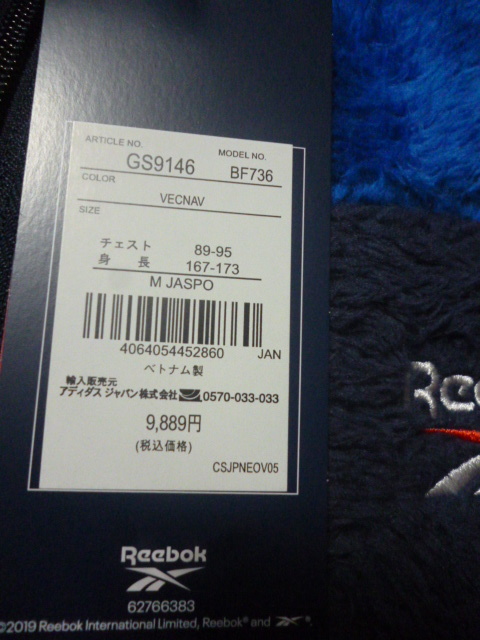 ARTICLE NO.
GS9146
MODEL NO.
BF736
COLOR
VECNAV
SIZE
チェスト 89-95
身長 167-173
M JASPO
4064054452860 JAN
ベトナム製
輸入販売元
アディダス ジャパン株式会社 0570-033-033
9,889円
(税込価格)
CSJPNEOV05
Reebok
62766383
©2019 Reebok International Limited, Reebok® and
Ree